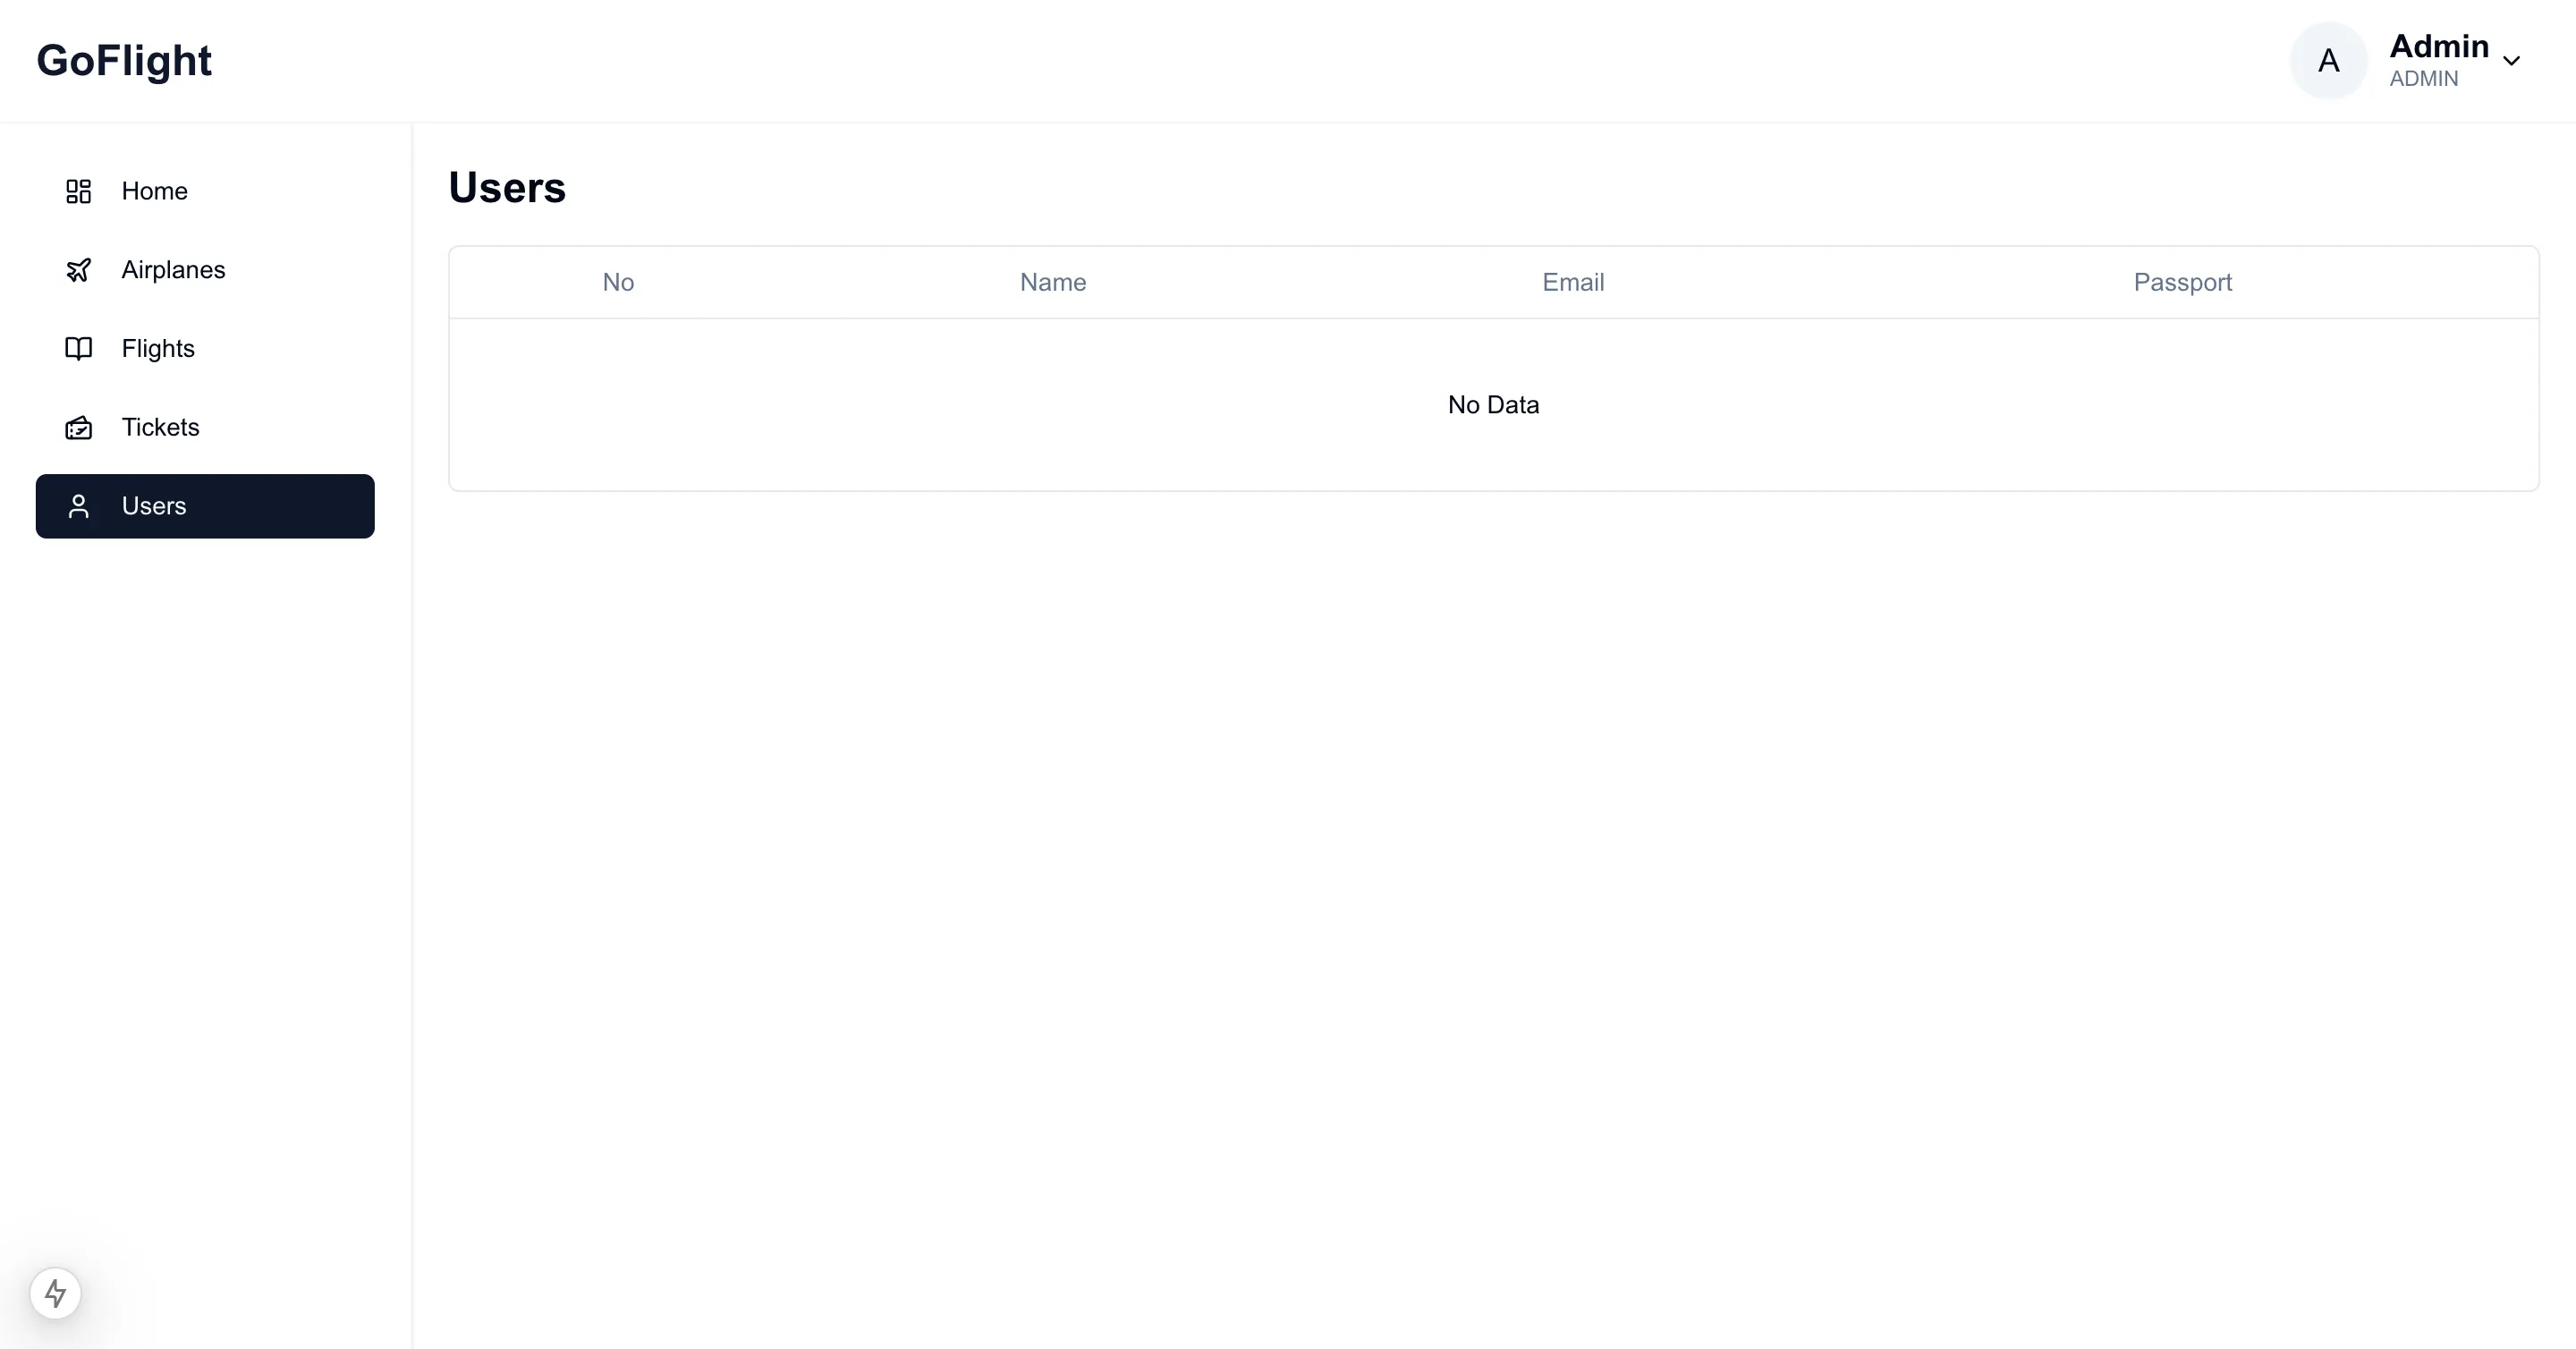 GoFlight
A
Admin
ADMIN
Home
Airplanes
Flights
Tickets
Users
Users
No Name Email Passport
No Data